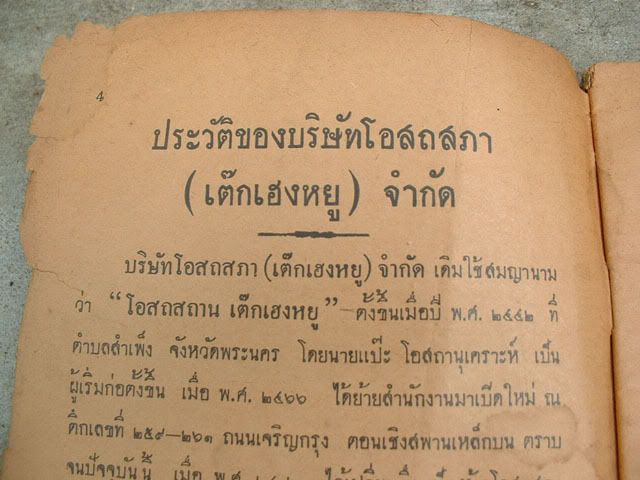 4
ประวัติของบริษัทโอสถสภา
(เต๊กเฮงหยู) จำกัด
บริษัทโอสถสภา (เต๊กเฮงหยู) จำกัด เดิมใช้สมญานาม
ว่า “โอสถสถาน เต๊กเฮงหยู” ตั้งขึ้นเมื่อปี พ.ศ. ๒๔๔๒ ที่
ตำบลสำเพ็ง จังหวัดพระนคร โดยนายแป๊ะ โอสถานุเคราะห์ เป็น
ผู้เริ่มก่อตั้งขึ้น เมื่อ พ.ศ. ๒๔๖๖ ได้ย้ายสำนักงานมาเปิดใหม่ ณ
ตึกเลขที่ ๒๕๙—๒๖๑ ถนนเจริญกรุง ตอนเชิงสพานเหล็กบน ตราบ
จนปัจจุบันนี้ เมื่อ พ.ศ.